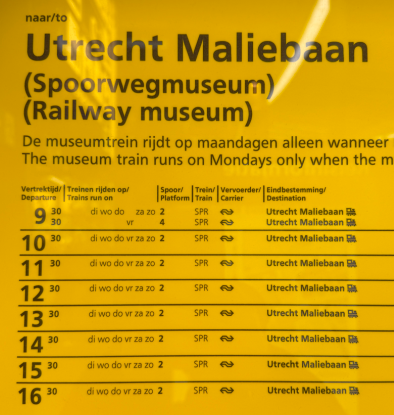 naar/to
Utrecht Maliebaan
(Spoorwegmuseum)
(Railway museum)
De museumtrein rijdt op maandagen alleen wanneer
The museum train runs on Mondays only when the m
Vertrektijd/ Treinen rijden op/ Spoor/ Trein/ Vervoerder/ Eindbestemming/
Departure Trains run on Platform Train Carrier Destination
9 30 di wo do za zo 2 SPR Utrecht Maliebaan
30 vr 4 SPR Utrecht Maliebaan
10 30 di wo do vr za zo 2 SPR Utrecht Maliebaan
11 30 di wo do vr za zo 2 SPR Utrecht Maliebaan
12 30 di wo do vr za zo 2 SPR Utrecht Maliebaan
13 30 di wo do vr za zo 2 SPR Utrecht Maliebaan
14 30 di wo do vr za zo 2 SPR Utrecht Maliebaan
15 30 di wo do vr za zo 2 SPR Utrecht Maliebaan
16 30 di wo do vr za zo 2 SPR Utrecht Maliebaan